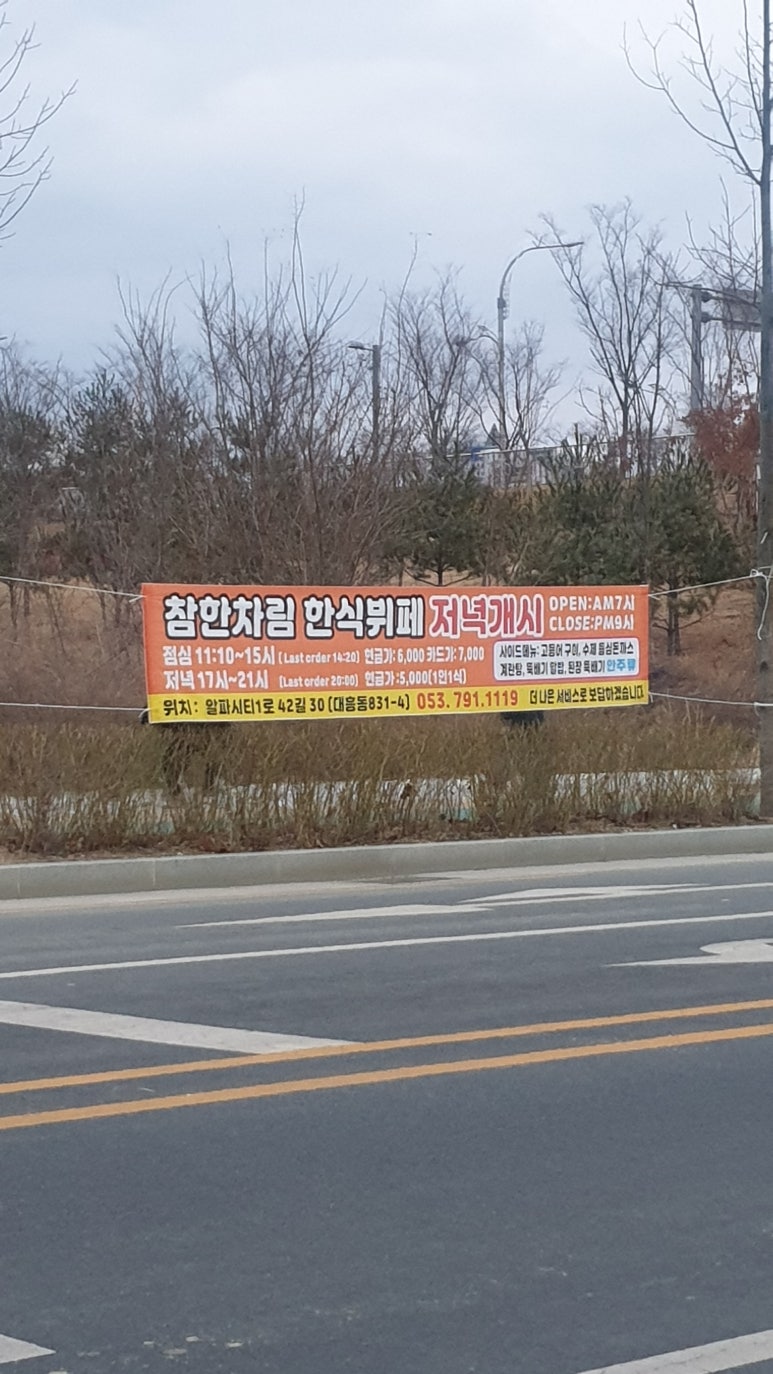 참한차림 한식뷔페 저녁개시 OPEN:AM7시
CLOSE:PM9시
점심 11:10~15시 (Last order 14:20) 현금가: 6,000 카드가: 7,000
저녁 17시~21시 (Last order 20:00) 현금가:5,000(1인1식)
사이드메뉴: 고등어 구이, 수제 등심돈까스
계란탕, 뚝배기 알밥, 된장 뚝배기 안주류
위치: 알파시티1로 42길 30 (대흥동831-4) 053.791.1119 더 나은 서비스로 보답하겠습니다.